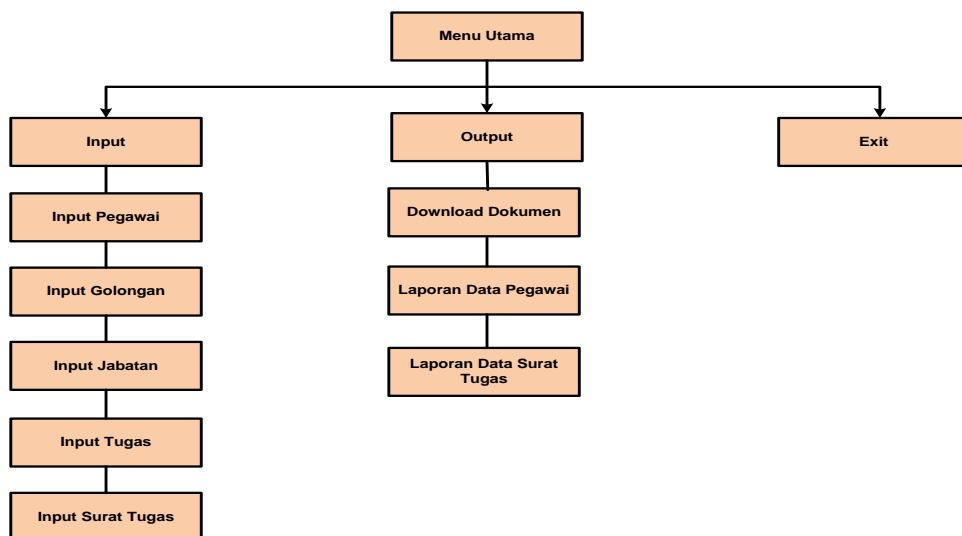 Menu Utama
Input
Output
Exit
Input Pegawai
Download Dokumen
Input Golongan
Laporan Data Pegawai
Input Jabatan
Laporan Data Surat
Tugas
Input Tugas
Input Surat Tugas